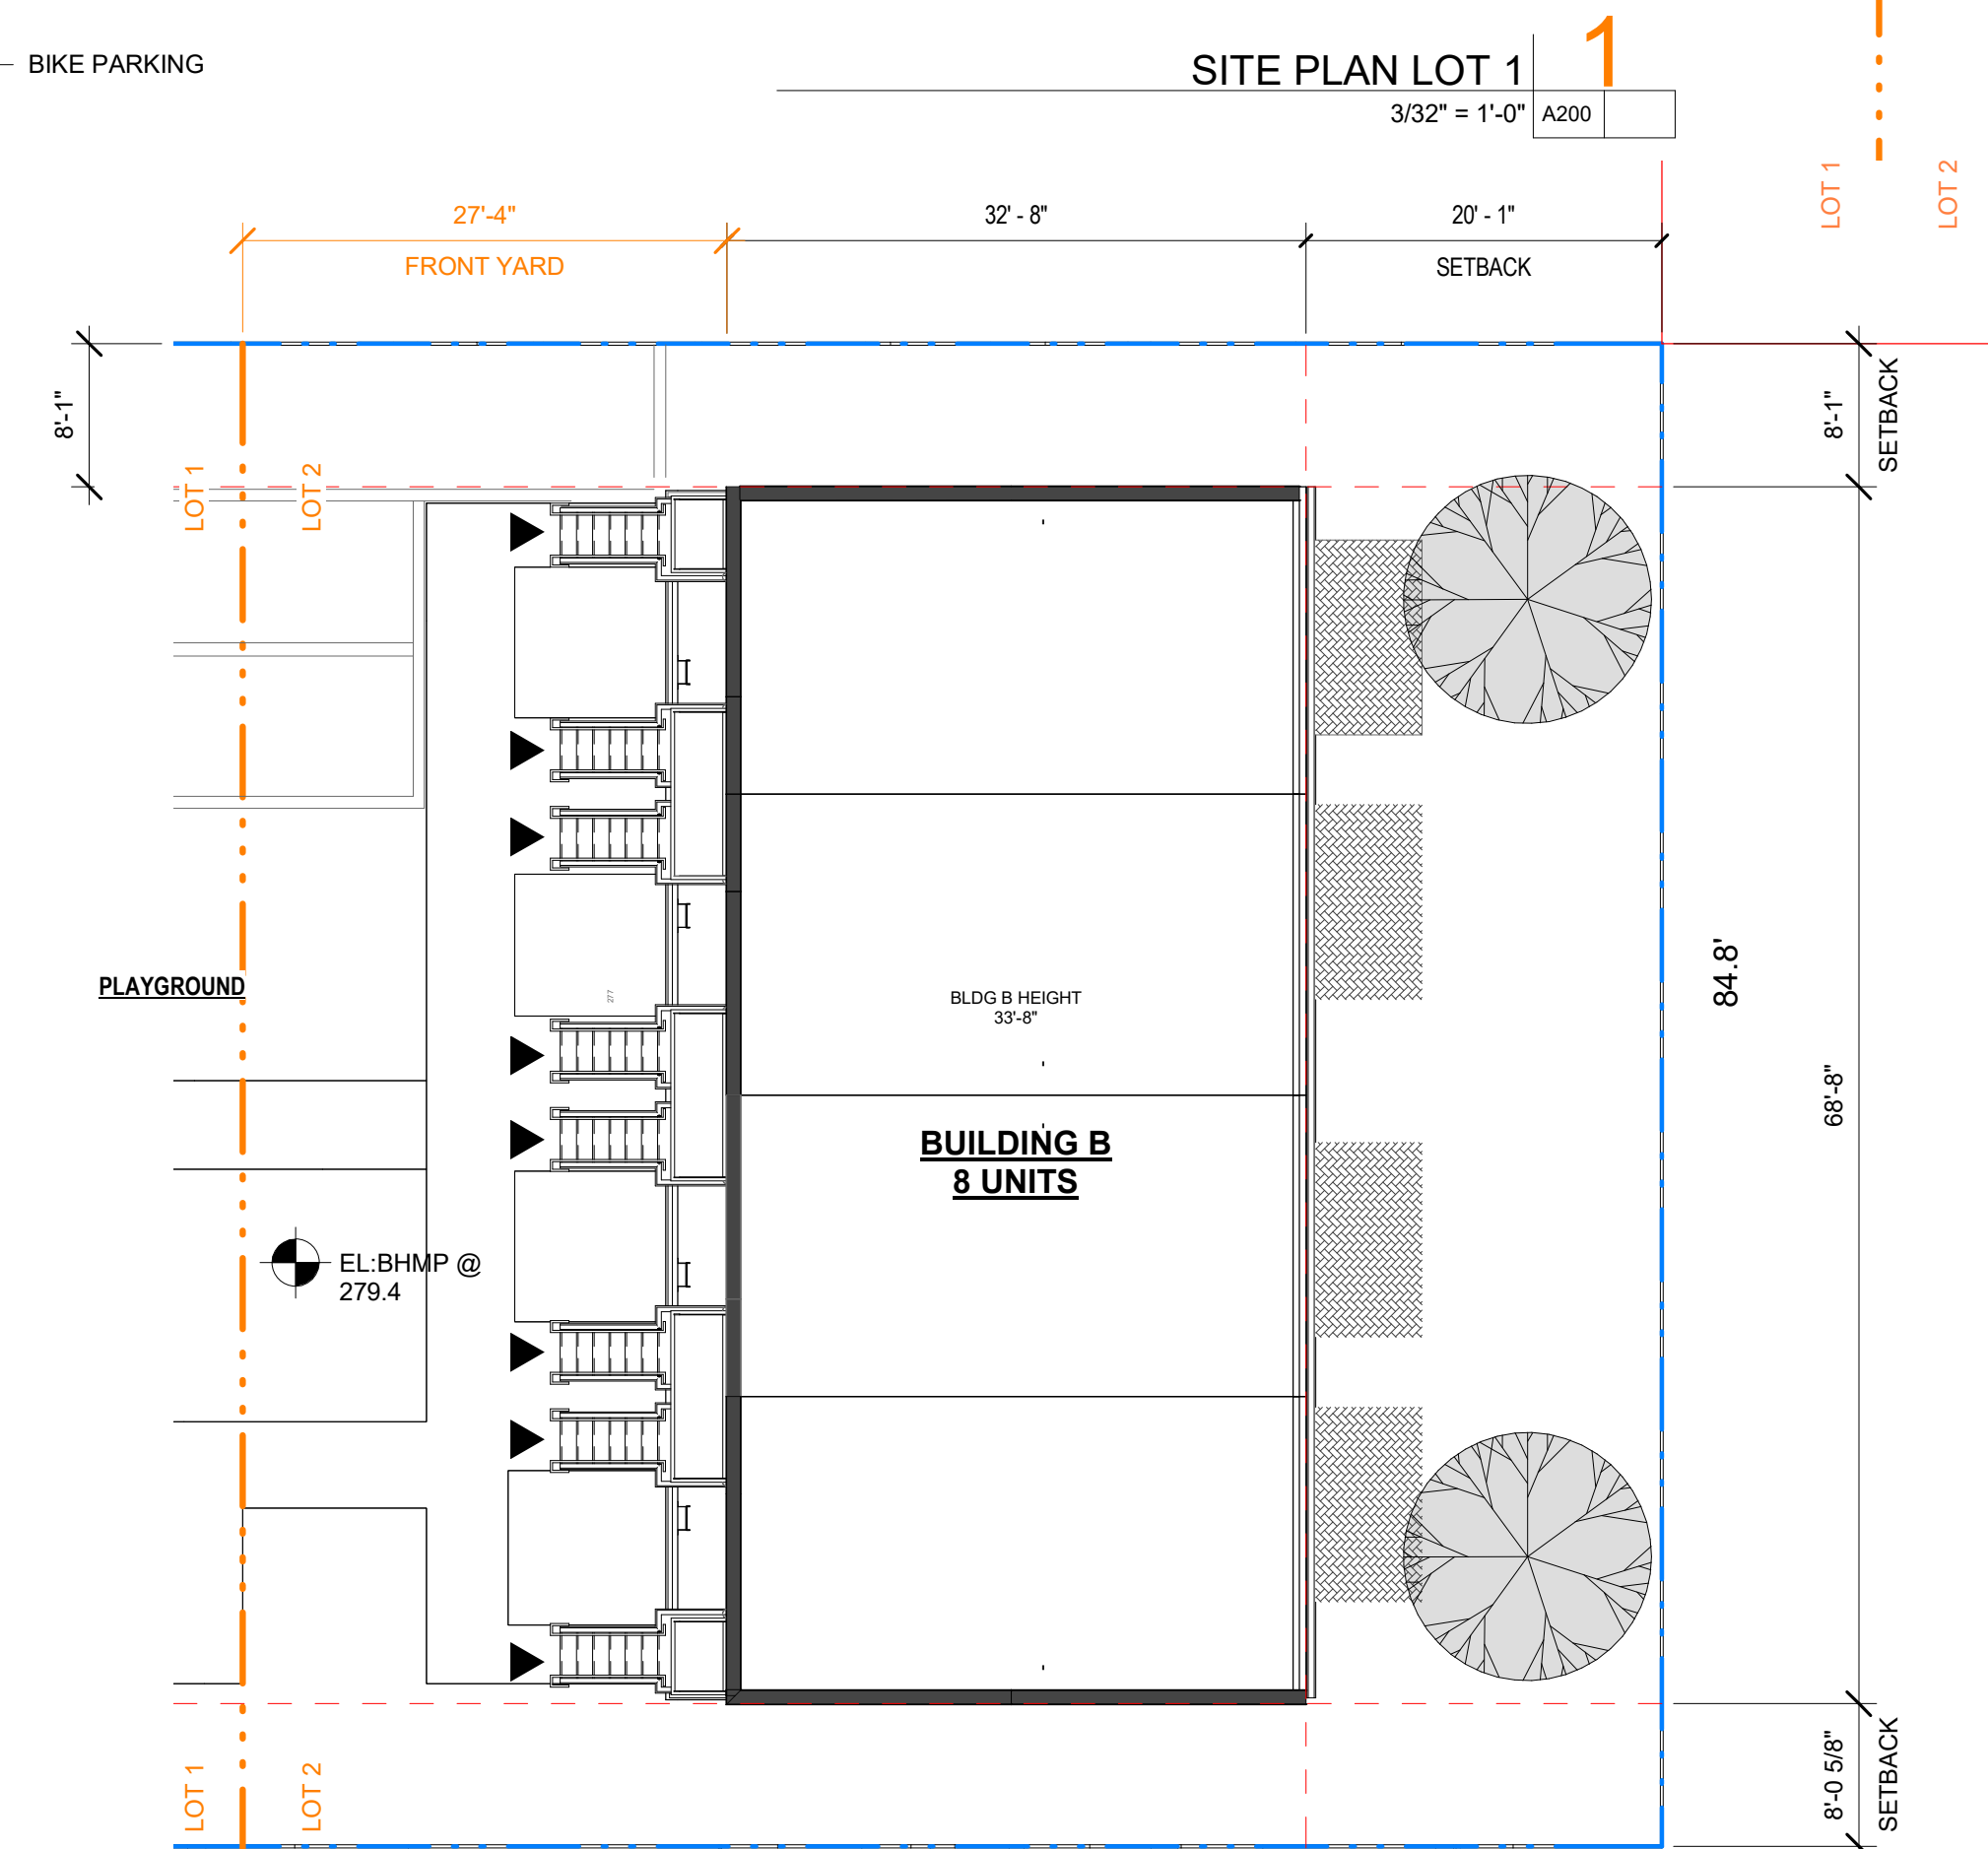 BIKE PARKING
SITE PLAN LOT 1
1
3/32" = 1'-0"
A200
LOT 1
LOT 2
27'-4"
32' - 8"
20' - 1"
FRONT YARD
SETBACK
8'-1"
8'-1"
SETBACK
LOT 1
LOT 2
PLAYGROUND
277
BLDG B HEIGHT
33'-8"
84.8'
68'-8"
BUILDING B
8 UNITS
EL:BHMP @
279.4
LOT 1
LOT 2
8'-0 5/8"
SETBACK